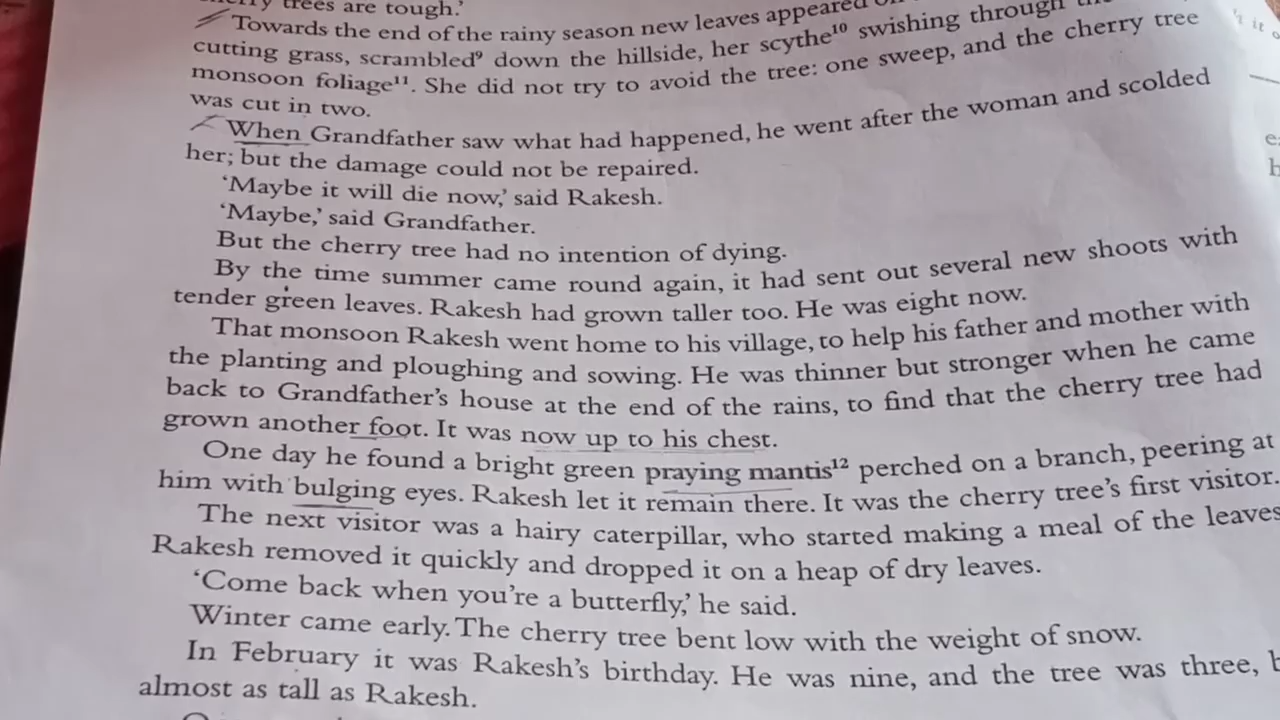 trees are tough.'
Towards the end of the rainy season new leaves appeared
cutting grass, scrambled⁹ down the hillside, her scythe¹⁰ swishing through
monsoon foliage¹¹. She did not try to avoid the tree: one sweep, and the cherry tree
was cut in two.
When Grandfather saw what had happened, he went after the woman and scolded
her; but the damage could not be repaired.
'Maybe it will die now,' said Rakesh.
'Maybe,' said Grandfather.
But the cherry tree had no intention of dying.
By the time summer came round again, it had sent out several new shoots with
tender green leaves. Rakesh had grown taller too. He was eight now.
That monsoon Rakesh went home to his village, to help his father and mother with
the planting and ploughing and sowing. He was thinner but stronger when he came
back to Grandfather's house at the end of the rains, to find that the cherry tree had
grown another foot. It was now up to his chest.
One day he found a bright green praying mantis¹² perched on a branch, peering at
him with bulging eyes. Rakesh let it remain there. It was the cherry tree's first visitor.
The next visitor was a hairy caterpillar, who started making a meal of the leaves
Rakesh removed it quickly and dropped it on a heap of dry leaves.
'Come back when you're a butterfly,' he said.
Winter came early. The cherry tree bent low with the weight of snow.
In February it was Rakesh's birthday. He was nine, and the tree was three,
almost as tall as Rakesh.